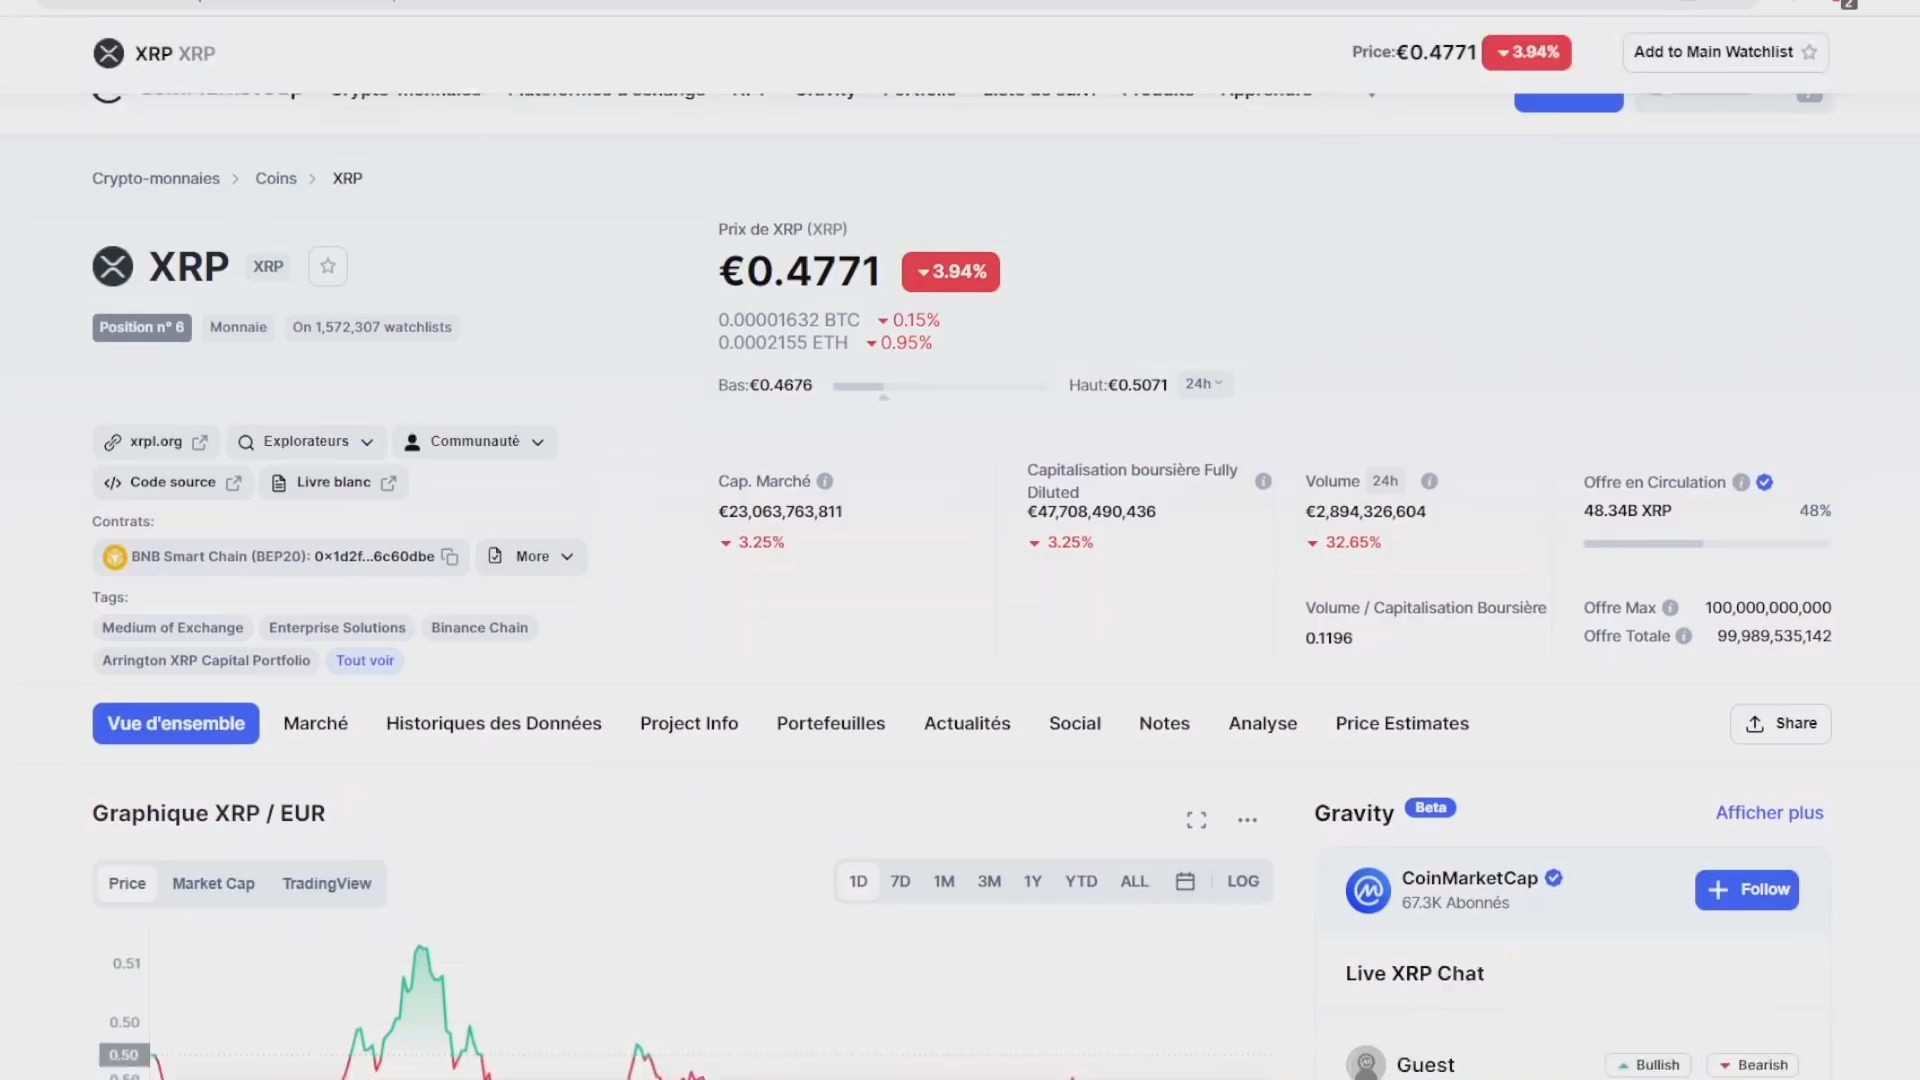 2
XRP XRP
Price:€0.4771 3.94%
Add to Main Watchlist
Crypto-monnaies > Coins > XRP
XRP XRP
Position n° 6 Monnaie On 1,572,307 watchlists
Prix de XRP (XRP)
€0.4771 3.94%
0.00001632 BTC 0.15%
0.0002155 ETH 0.95%
Bas:€0.4676 Haut:€0.5071 24h
xrpl.org Explorateurs Communauté
Code source Livre blanc
Contrats:
BNB Smart Chain (BEP20): 0x1d2f...6c60dbe More
Tags:
Medium of Exchange Enterprise Solutions Binance Chain
Arrington XRP Capital Portfolio Tout voir
Cap. Marché
€23,063,763,811
3.25%
Capitalisation boursière Fully
Diluted
€47,708,490,436
3.25%
Volume 24h
€2,894,326,604
32.65%
Volume / Capitalisation Boursière
0.1196
Offre en Circulation
48.34B XRP 48%
Offre Max 100,000,000,000
Offre Totale 99,989,535,142
Vue d'ensemble Marché Historiques des Données Project Info Portefeuilles Actualités Social Notes Analyse Price Estimates Share
Graphique XRP / EUR
Price Market Cap TradingView
1D 7D 1M 3M 1Y YTD ALL LOG
0.51
0.50
0.50
Gravity Beta Afficher plus
CoinMarketCap
67.3K Abonnés
Follow
Live XRP Chat
Guest Bullish Bearish